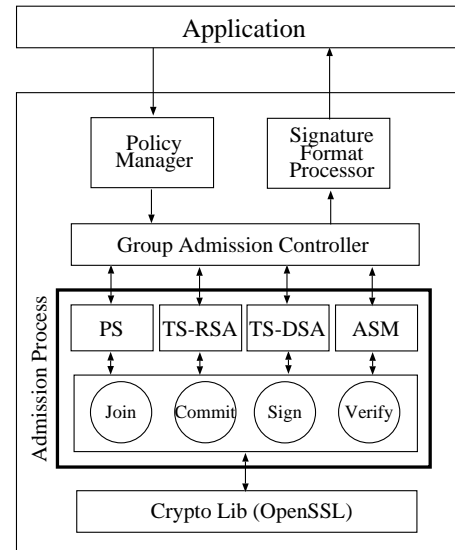 Application
Policy
Manager
Signature
Format
Processor
Group Admission Controller
Admission Process
PS
TS-RSA
TS-DSA
ASM
Join
Commit
Sign
Verify
Crypto Lib (OpenSSL)